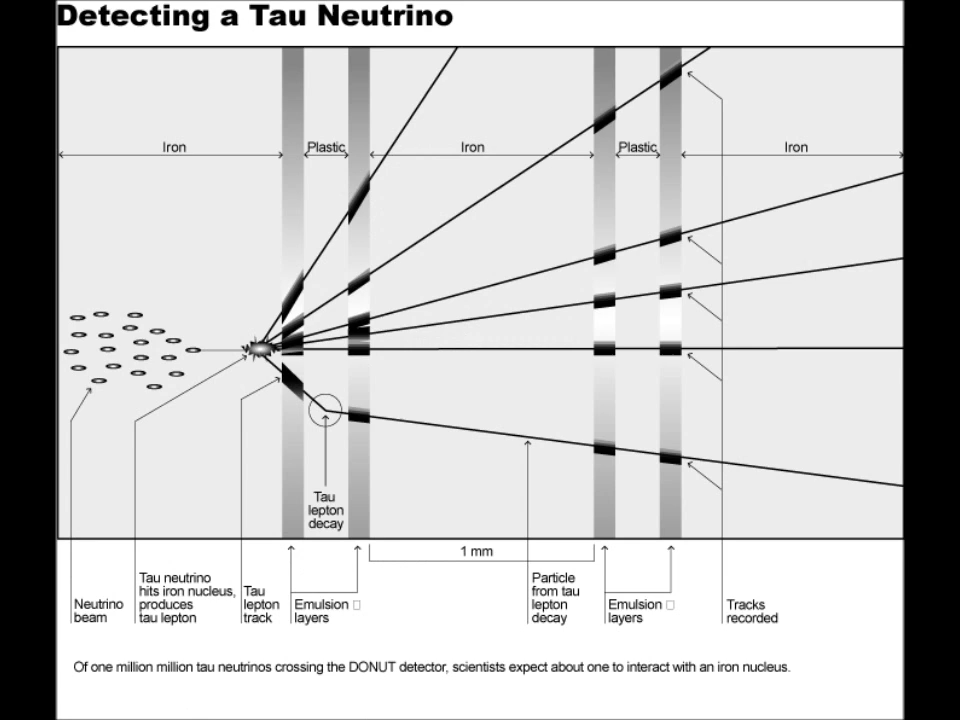 Detecting a Tau Neutrino
Iron
Plastic
Iron
Plastic
Iron
Tau
lepton
decay
1 mm
Neutrino
beam
Tau neutrino
hits iron nucleus,
produces
tau lepton
Tau
lepton
track
Emulsion □
layers
Particle
from tau
lepton
decay
Emulsion □
layers
Tracks
recorded
Of one million million tau neutrinos crossing the DONUT detector, scientists expect about one to interact with an iron nucleus.